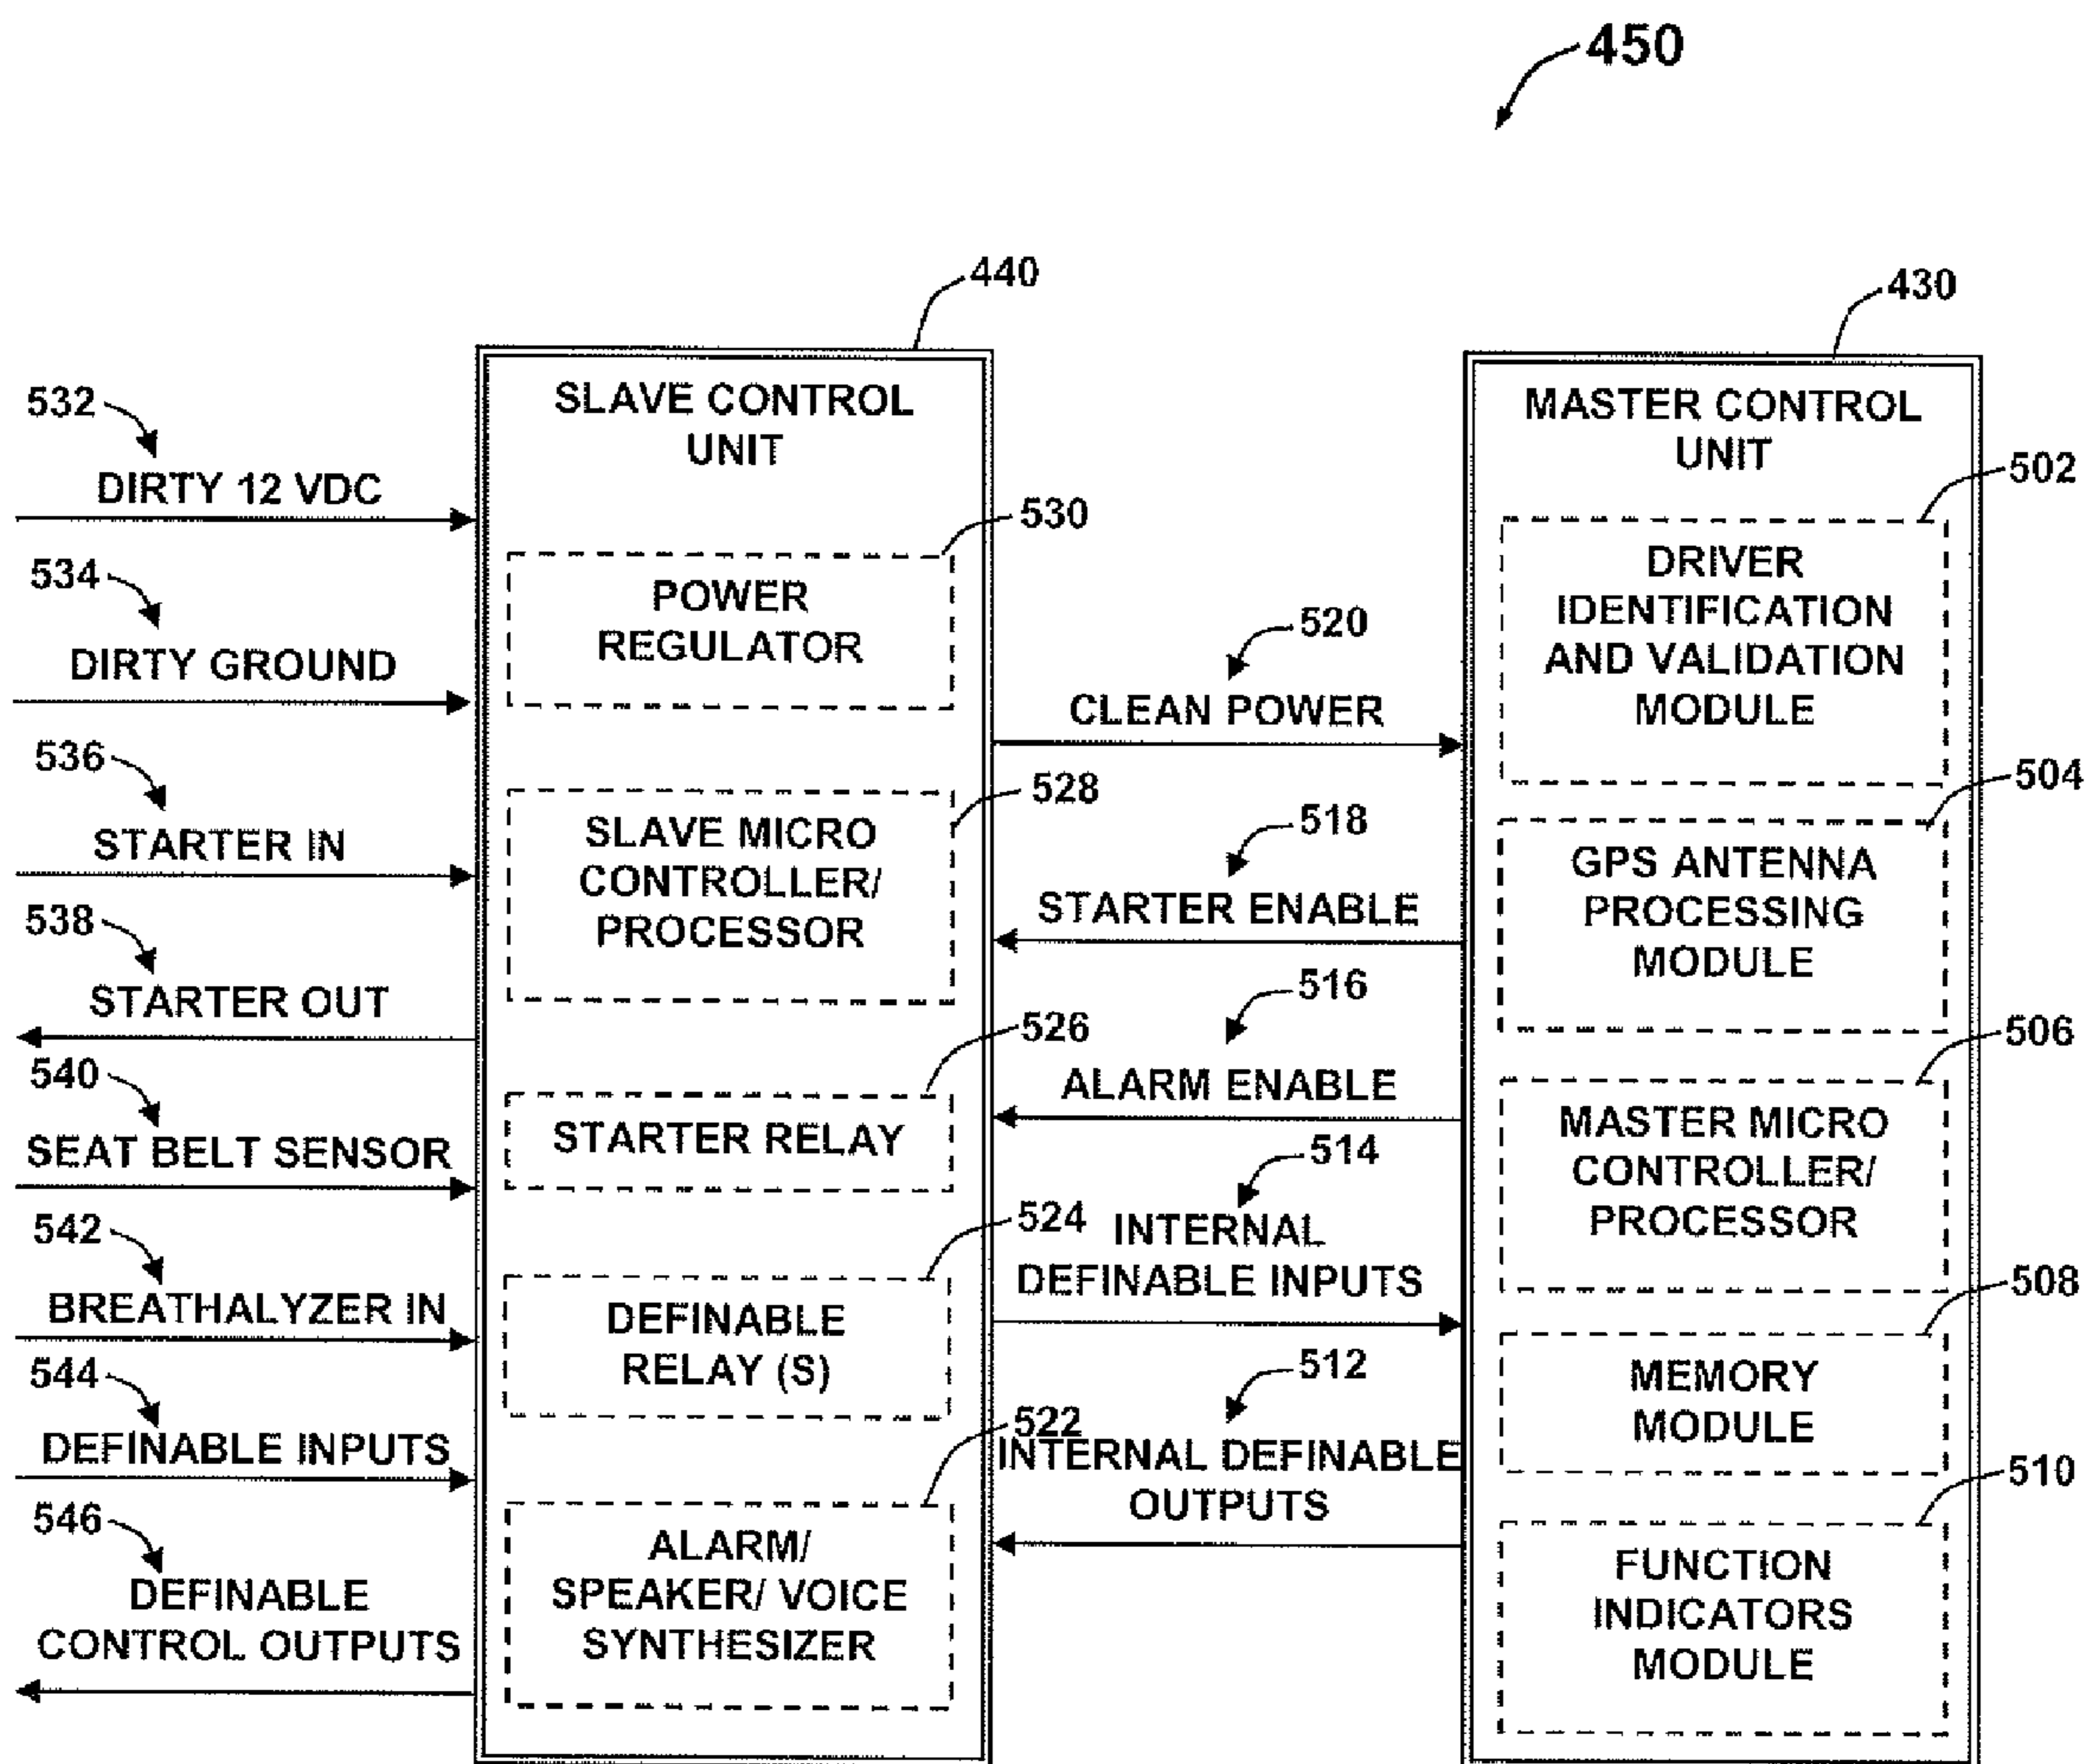 450
440
430
532
DIRTY 12 VDC
534
DIRTY GROUND
536
STARTER IN
538
STARTER OUT
540
SEAT BELT SENSOR
542
BREATHALYZER IN
544
DEFINABLE INPUTS
546
DEFINABLE
CONTROL OUTPUTS
SLAVE CONTROL
UNIT
530
POWER
REGULATOR
528
SLAVE MICRO
CONTROLLER/
PROCESSOR
526
STARTER RELAY
524
DEFINABLE
RELAY (S)
522
ALARM/
SPEAKER/ VOICE
SYNTHESIZER
520
CLEAN POWER
518
STARTER ENABLE
516
ALARM ENABLE
514
INTERNAL
DEFINABLE INPUTS
512
INTERNAL DEFINABLE
OUTPUTS
MASTER CONTROL
UNIT
502
DRIVER
IDENTIFICATION
AND VALIDATION
MODULE
504
GPS ANTENNA
PROCESSING
MODULE
506
MASTER MICRO
CONTROLLER/
PROCESSOR
508
MEMORY
MODULE
510
FUNCTION
INDICATORS
MODULE